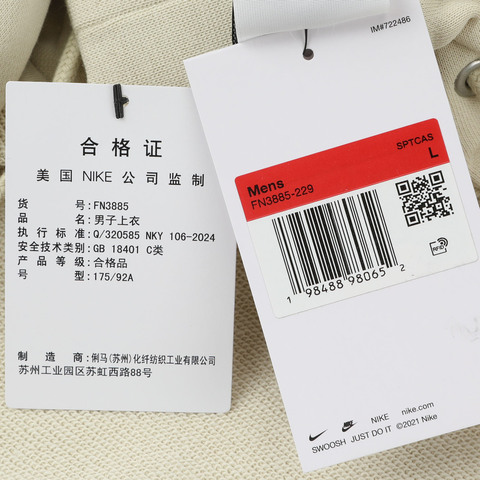 合格证
美国 NIKE 公司监制
货号:FN3885
品名:男子上衣
执行标准:Q/320585 NKY 106-2024
安全技术类别:GB 18401 C类
产品等级:合格品
号型:175/92A
制造商:俐马(苏州)化纤纺织工业有限公司
苏州工业园区苏虹西路88号
IM#722486
SPTCAS
Mens L
FN3885-229
1 98488 98065 2
RFID
NIKE nike.com
SWOOSH JUST DO IT ©2021 Nike